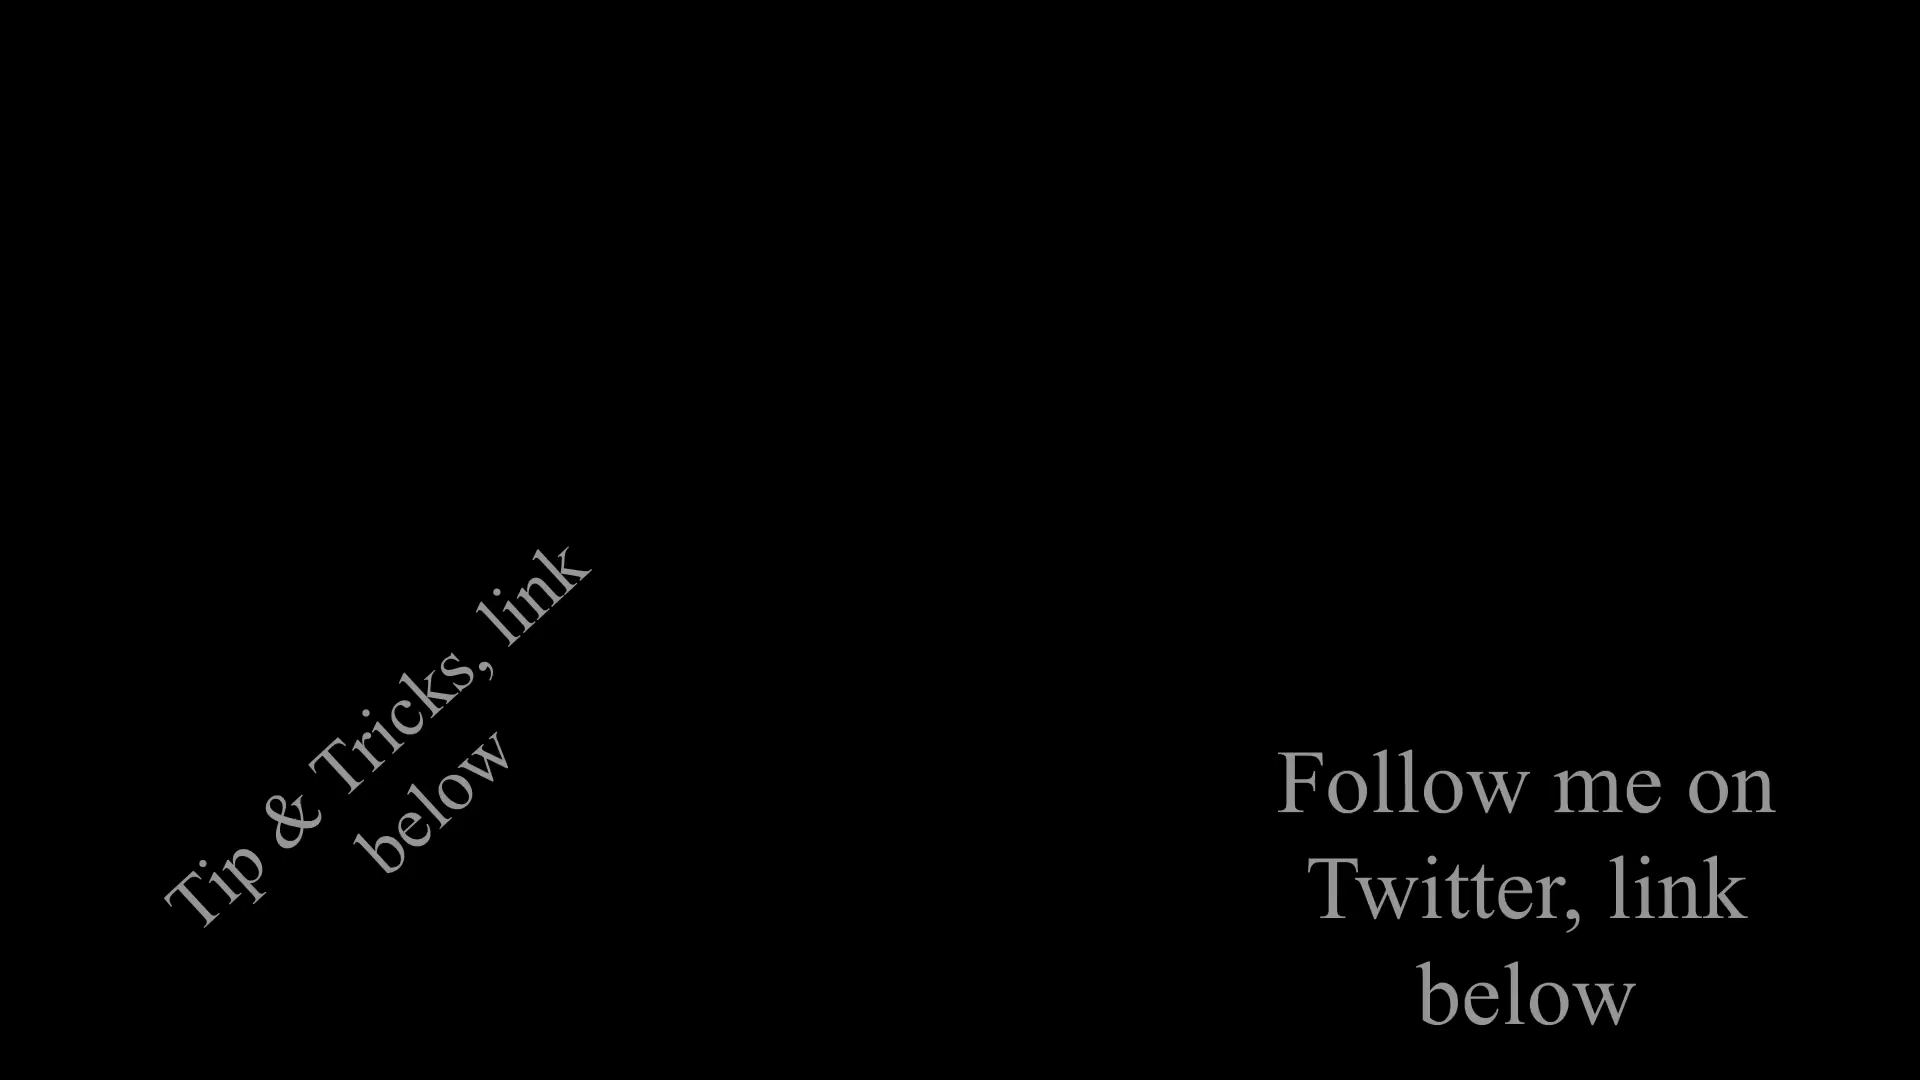 Tip & Tricks, link
below
Follow me on
Twitter, link
below